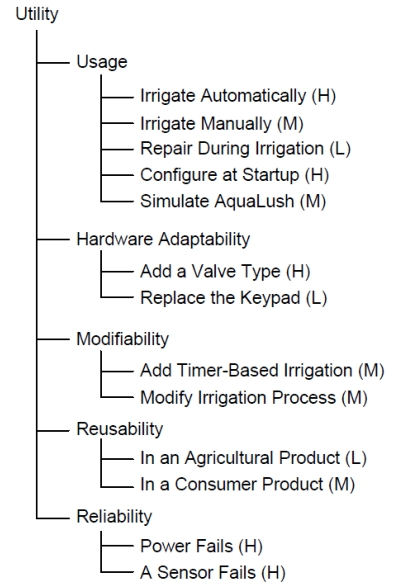 Utility
Usage
Irrigate Automatically (H)
Irrigate Manually (M)
Repair During Irrigation (L)
Configure at Startup (H)
Simulate AquaLush (M)
Hardware Adaptability
Add a Valve Type (H)
Replace the Keypad (L)
Modifiability
Add Timer-Based Irrigation (M)
Modify Irrigation Process (M)
Reusability
In an Agricultural Product (L)
In a Consumer Product (M)
Reliability
Power Fails (H)
A Sensor Fails (H)